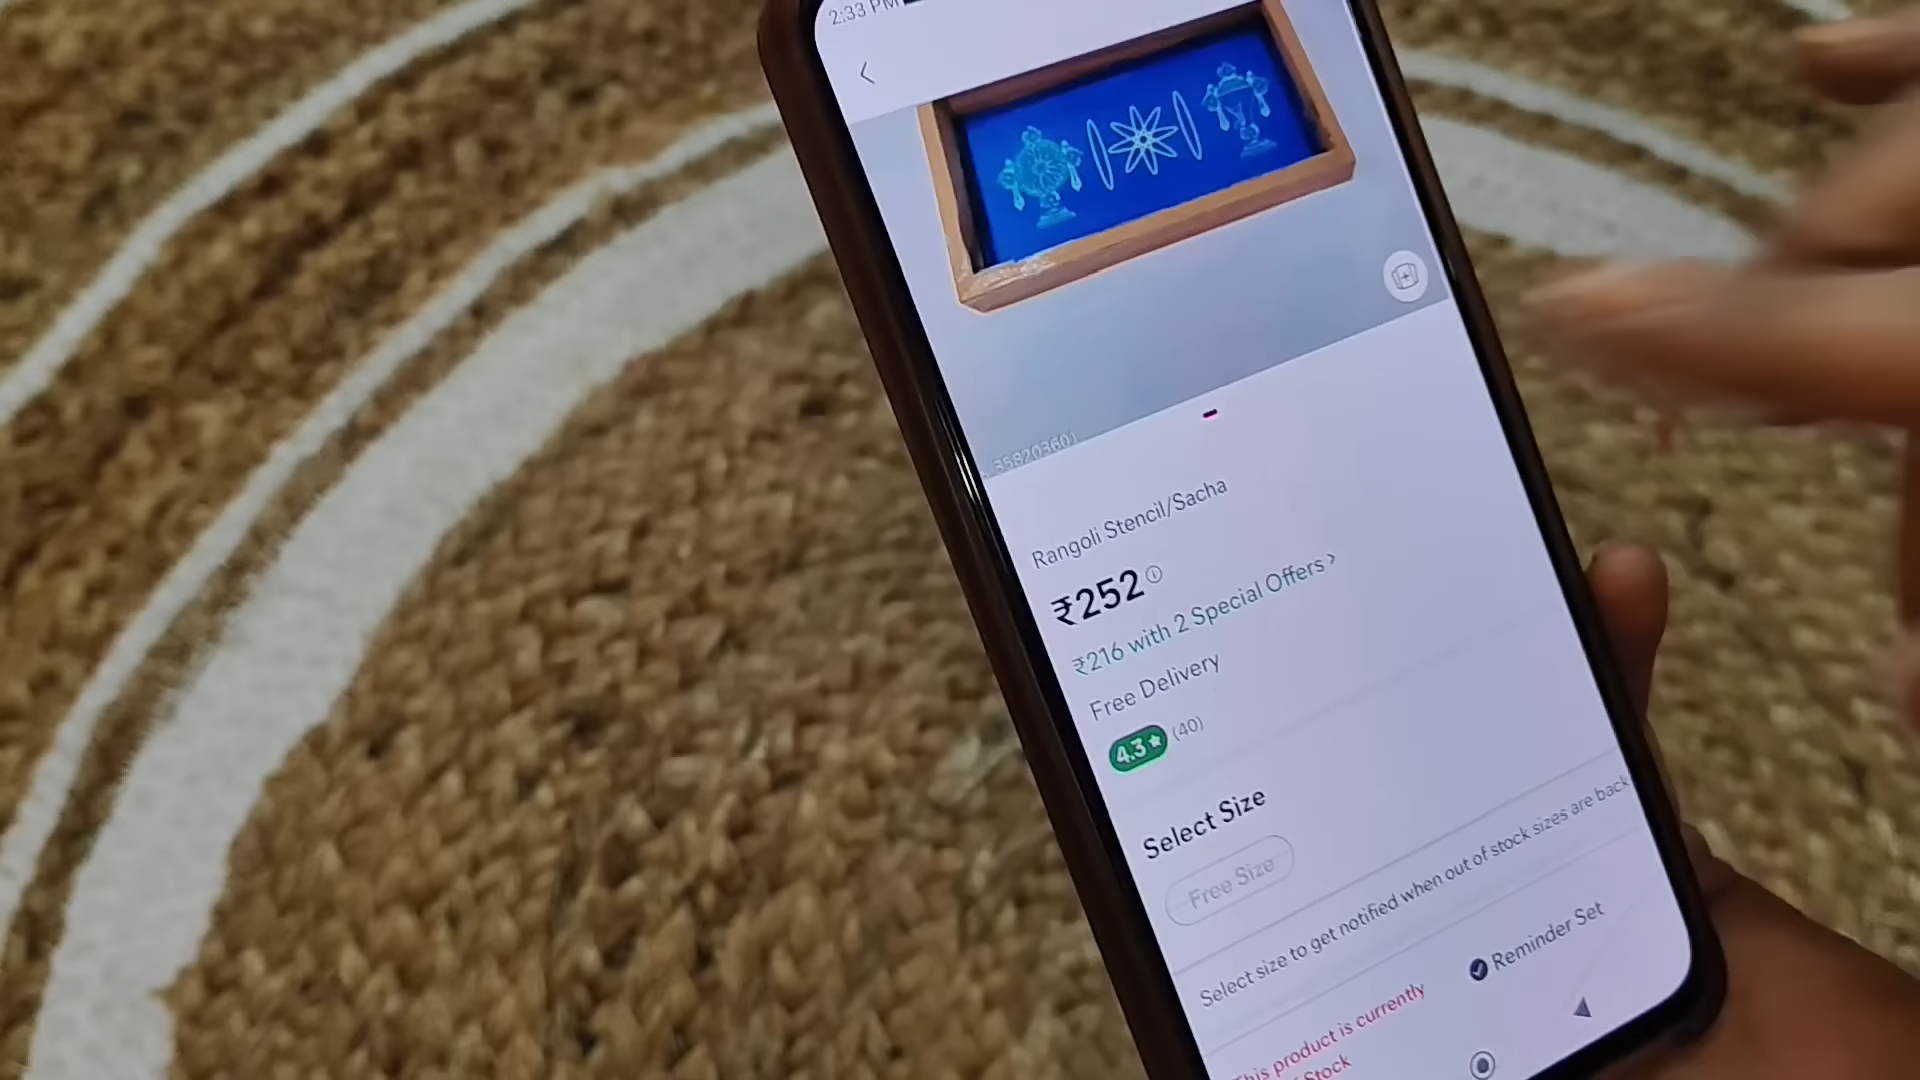 2:33 PM
358203601
Rangoli Stencil/Sacha
₹252
₹216 with 2 Special Offers >
Free Delivery
4.3★ (40)
Select Size
Free Size
Select size to get notified when out of stock sizes are back
Reminder Set
This product is currently
Stock